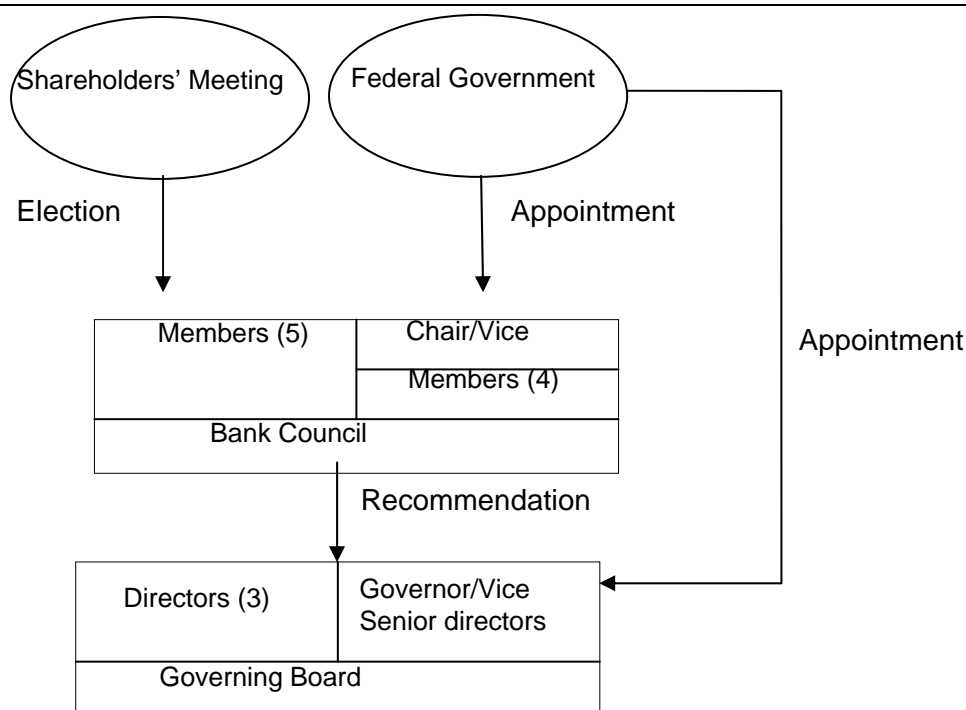 Shareholders’ Meeting
Federal Government
Election
Appointment
Appointment
Members (5)
Chair/Vice
Members (4)
Bank Council
Recommendation
Directors (3)
Governor/Vice
Senior directors
Governing Board